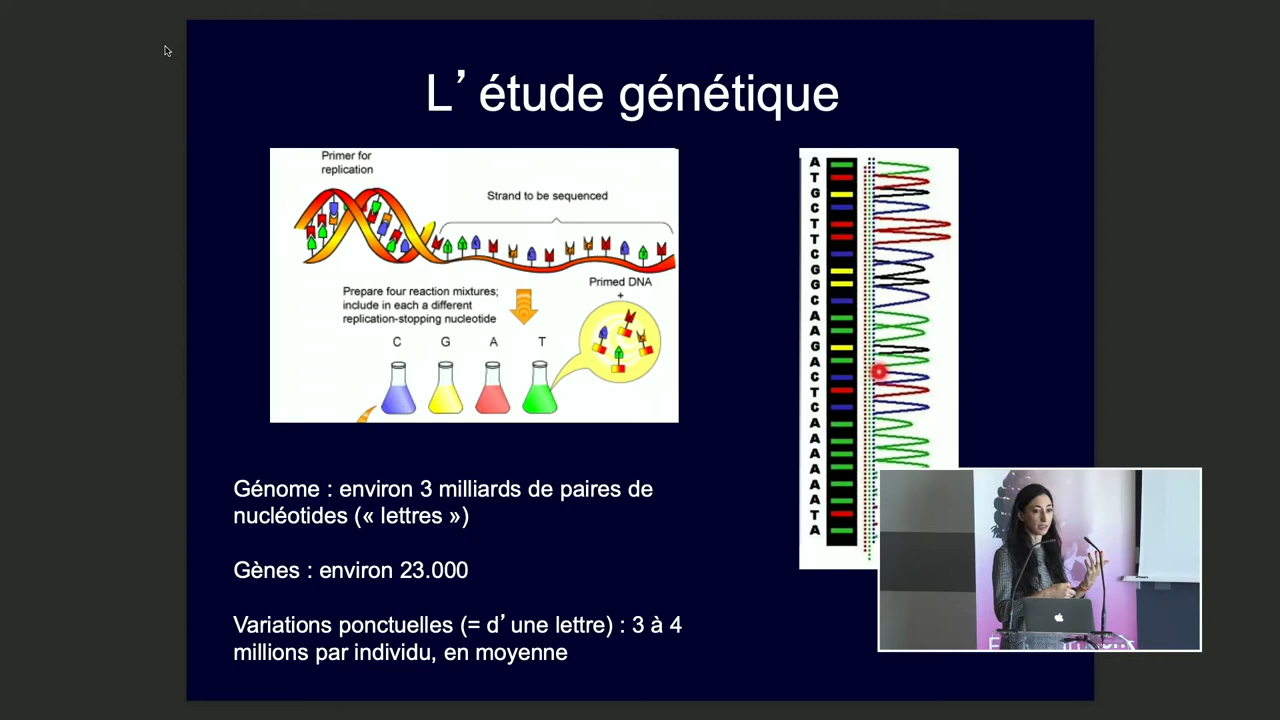 L’ étude génétique
Primer for
replication
Strand to be sequenced
Prepare four reaction mixtures;
include in each a different
replication-stopping nucleotide
Primed DNA
+
C G A T
A
T
G
C
T
T
C
G
G
C
A
A
G
A
C
T
C
A
A
A
A
A
A
T
A
Génome : environ 3 milliards de paires de
nucléotides (« lettres »)
Gènes : environ 23.000
Variations ponctuelles (= d’ une lettre) : 3 à 4
millions par individu, en moyenne